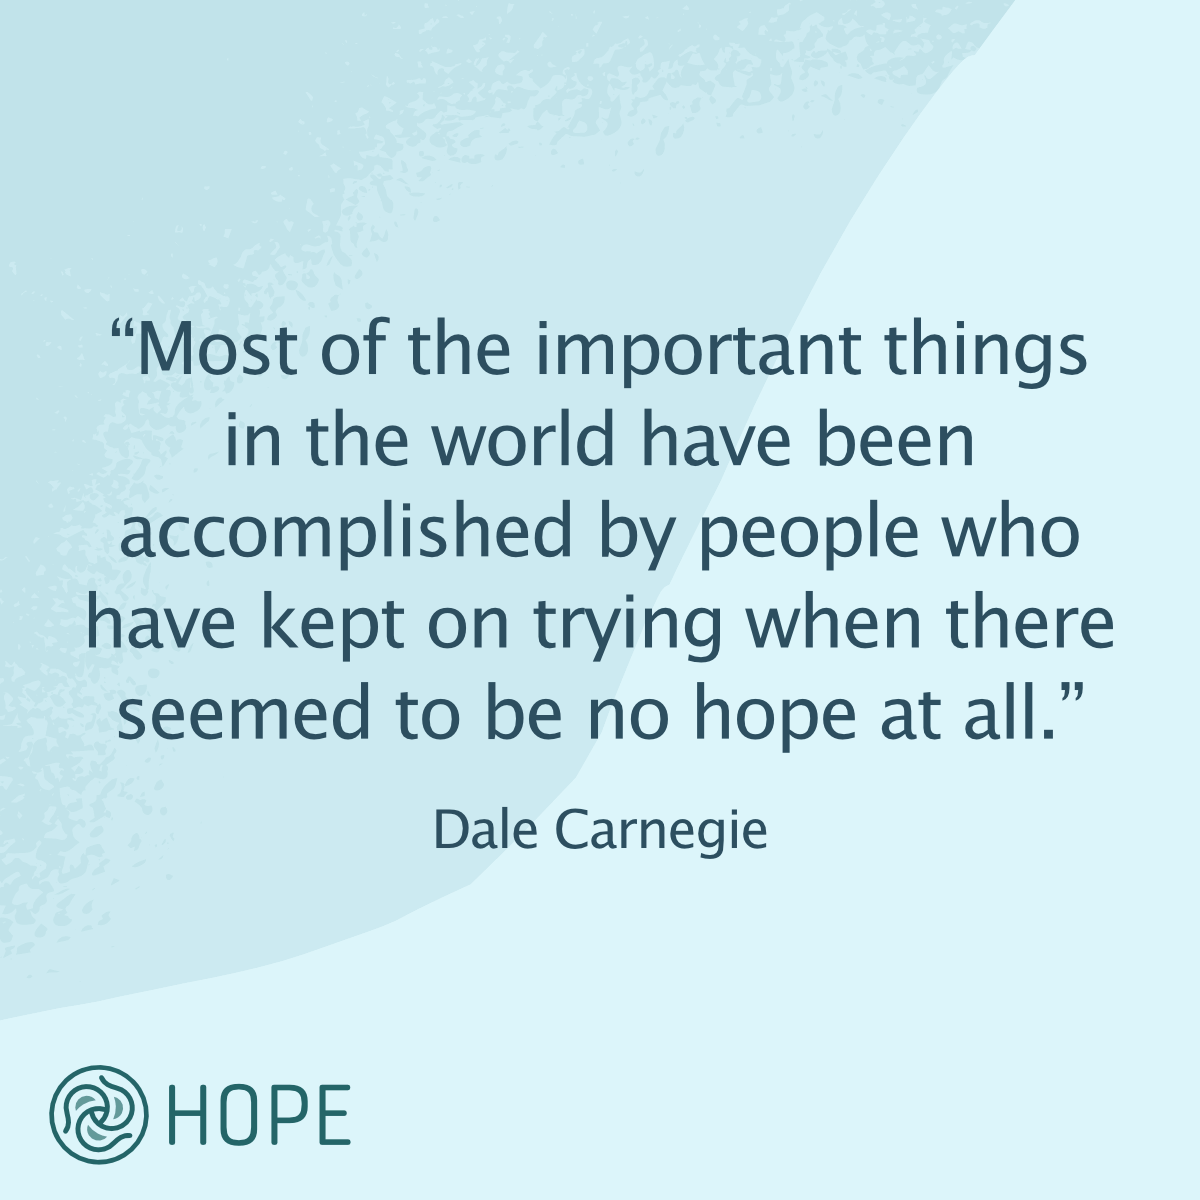 “Most of the important things
in the world have been
accomplished by people who
have kept on trying when there
seemed to be no hope at all.”
Dale Carnegie
HOPE